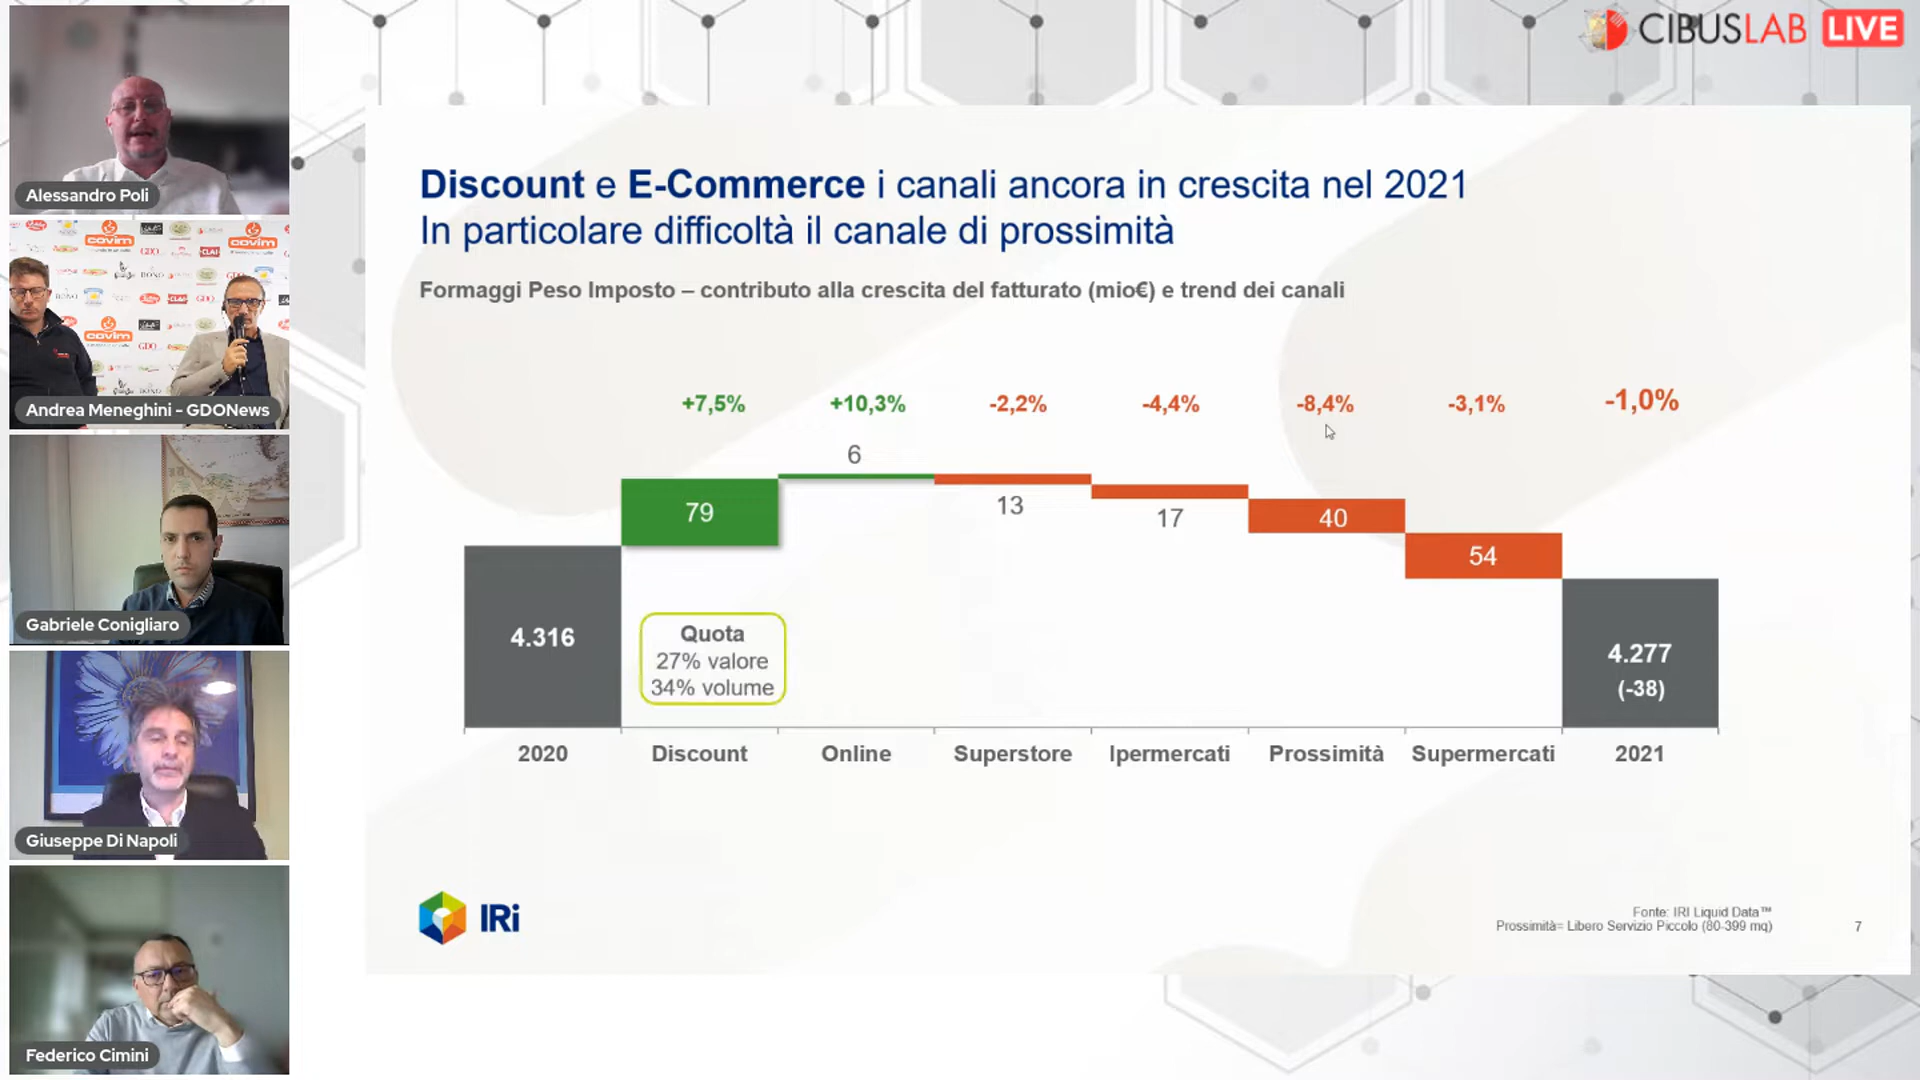 CIBUSLAB LIVE
Discount e E-Commerce i canali ancora in crescita nel 2021
In particolare difficoltà il canale di prossimità
Formaggi Peso Imposto – contributo alla crescita del fatturato (mio€) e trend dei canali
+7,5% +10,3% -2,2% -4,4% -8,4% -3,1% -1,0%
6
79
13
17
40
54
4.316
Quota
27% valore
34% volume
4.277
(-38)
2020 Discount Online Superstore Ipermercati Prossimità Supermercati 2021
IRi
Fonte: IRI Liquid Data™
Prossimità= Libero Servizio Piccolo (80-399 mq)
7
Alessandro Poli
covim
covim
covim
Andrea Meneghini - GDONews
Gabriele Conigliaro
Giuseppe Di Napoli
Federico Cimini